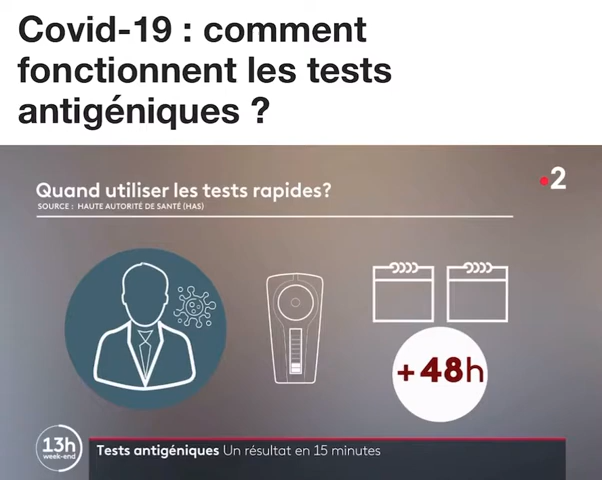 Covid-19 : comment
fonctionnent les tests
antigéniques ?
2
Quand utiliser les tests rapides?
SOURCE : HAUTE AUTORITÉ DE SANTÉ (HAS)
+48h
13h
week-end
Tests antigéniques Un résultat en 15 minutes